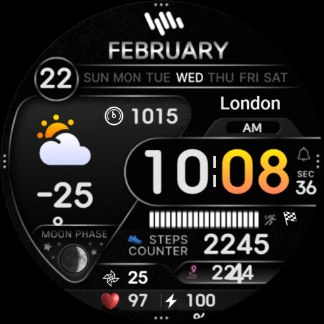 FEBRUARY
22 SUN MON TUE WED THU FRI SAT
London
1015
AM
10:08
SEC
36
-25
°
MOON PHASE
STEPS
COUNTER
2245
25
97
100
%